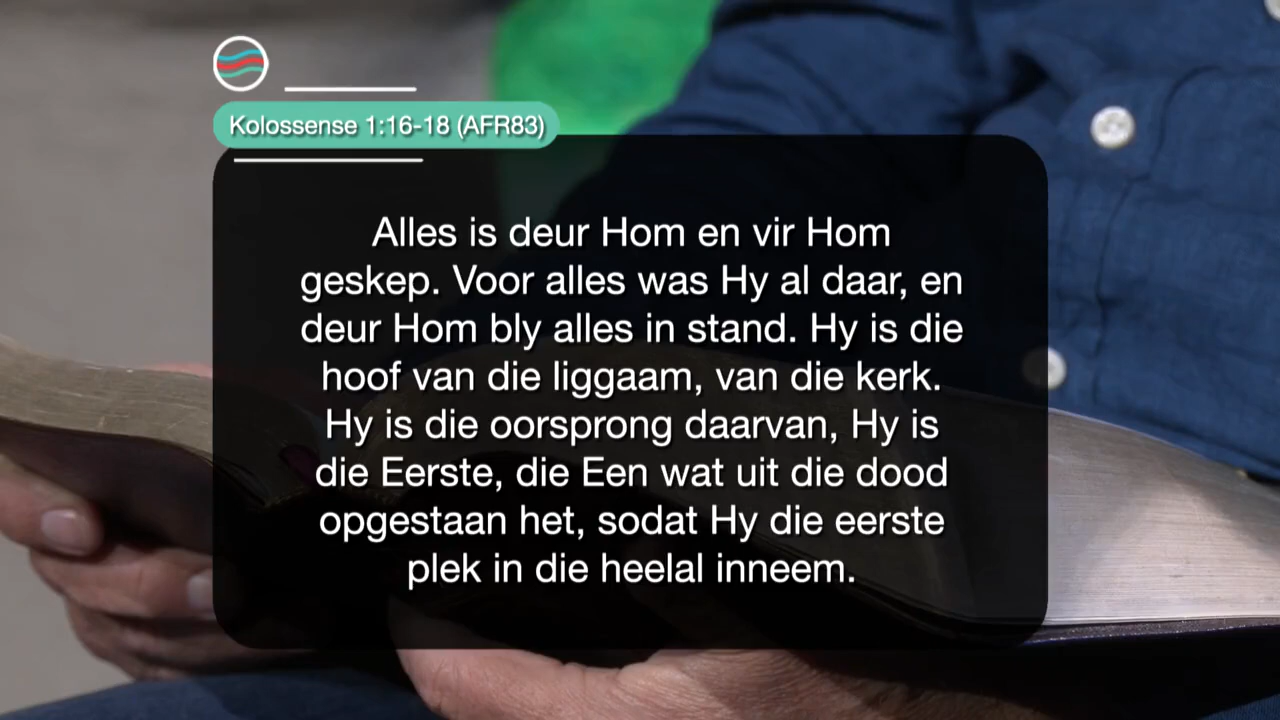 Kolossense 1:16-18 (AFR83)
Alles is deur Hom en vir Hom
geskep. Voor alles was Hy al daar, en
deur Hom bly alles in stand. Hy is die
hoof van die liggaam, van die kerk.
Hy is die oorsprong daarvan, Hy is
die Eerste, die Een wat uit die dood
opgestaan het, sodat Hy die eerste
plek in die heelal inneem.